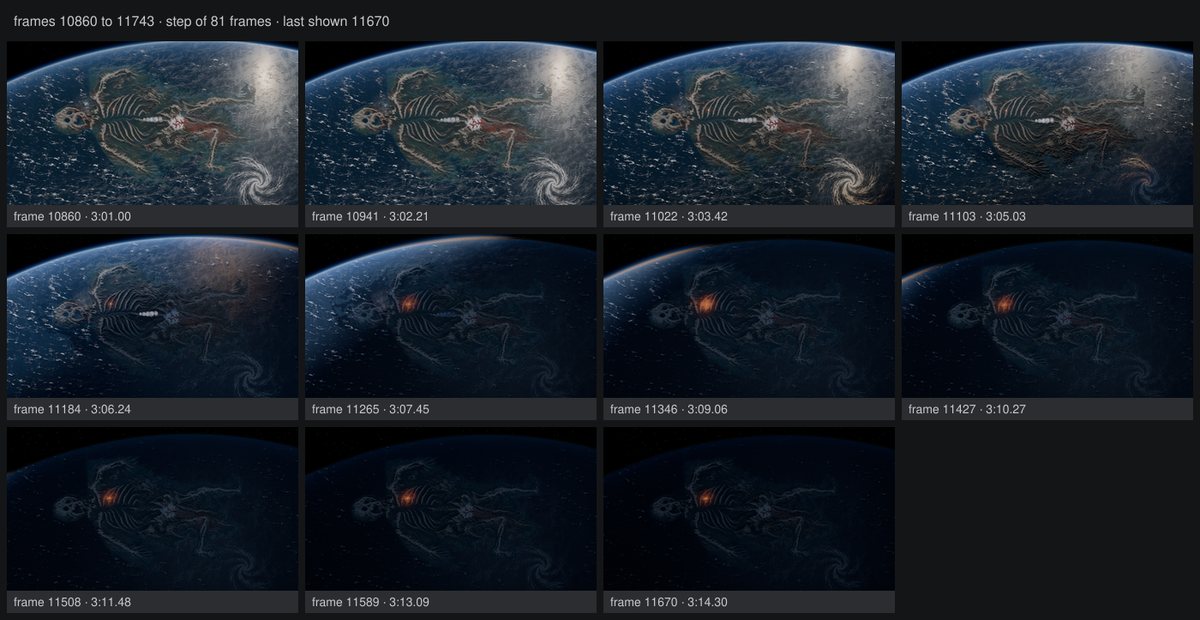 frames 10860 to 11743 · step of 81 frames · last shown 11670
frame 10860 · 3:01.00
frame 10941 · 3:02.21
frame 11022 · 3:03.42
frame 11103 · 3:05.03
frame 11184 · 3:06.24
frame 11265 · 3:07.45
frame 11346 · 3:09.06
frame 11427 · 3:10.27
frame 11508 · 3:11.48
frame 11589 · 3:13.09
frame 11670 · 3:14.30